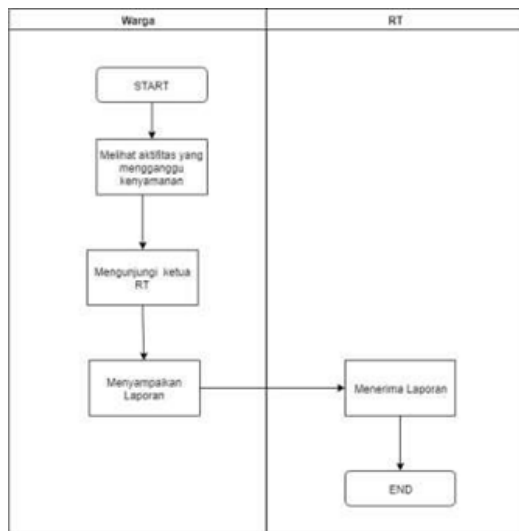 Warga
RT
START
Melihat aktifitas yang
mengganggu
kenyamanan
Mengunjungi ketua
RT
Menyampaikan
Laporan
Menerima Laporan
END